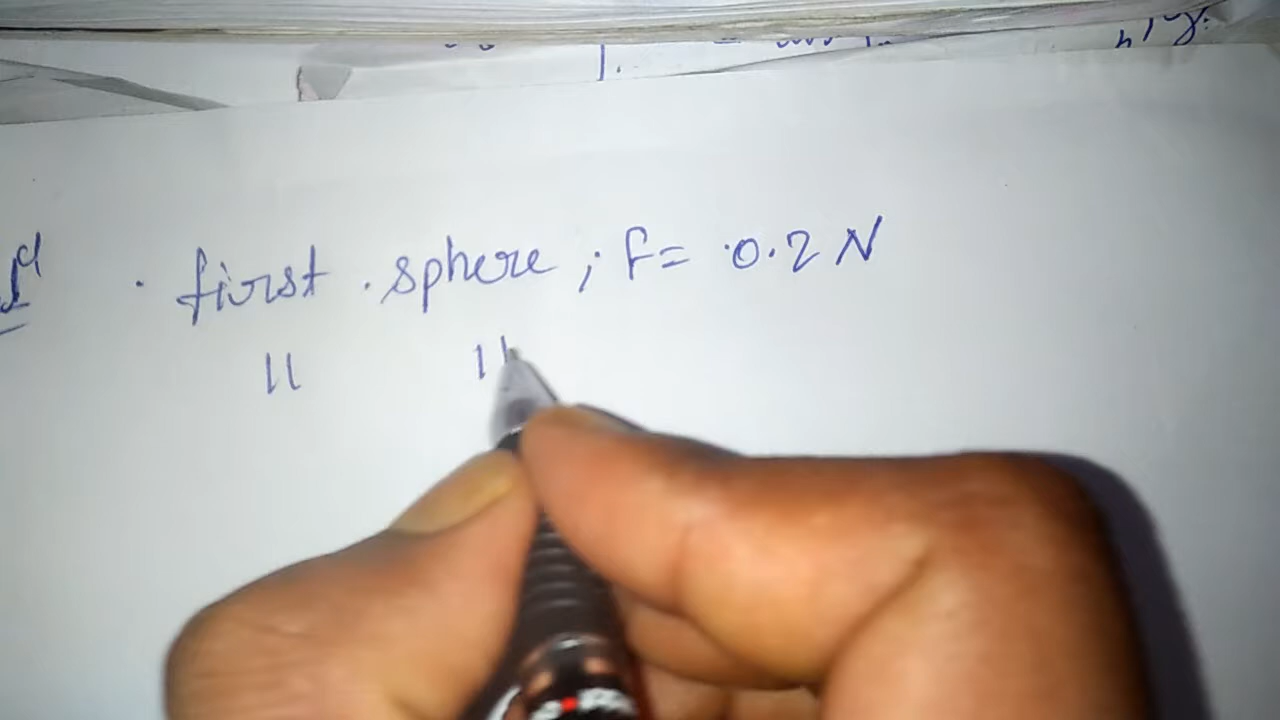 first sphere ; F = 0.2 N
" "